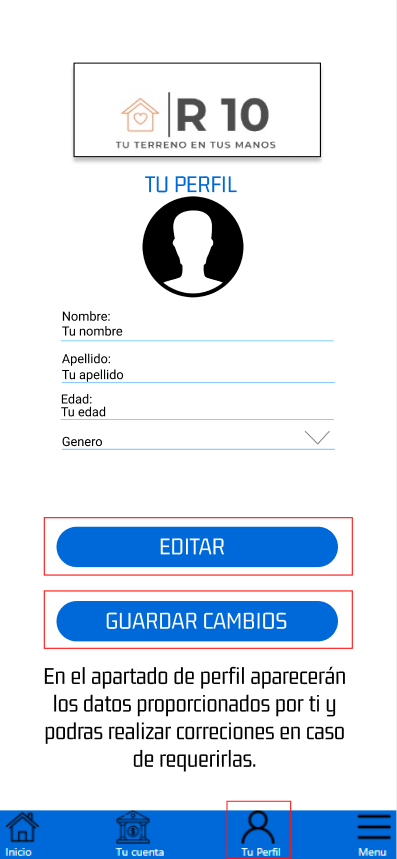 R 10
TU TERRENO EN TUS MANOS
TU PERFIL
Nombre:
Tu nombre
Apellido:
Tu apellido
Edad:
Tu edad
Genero
EDITAR
GUARDAR CAMBIOS
En el apartado de perfil aparecerán
los datos proporcionados por ti y
podras realizar correciones en caso
de requerirlas.
Inicio
Tu cuenta
Tu Perfil
Menu